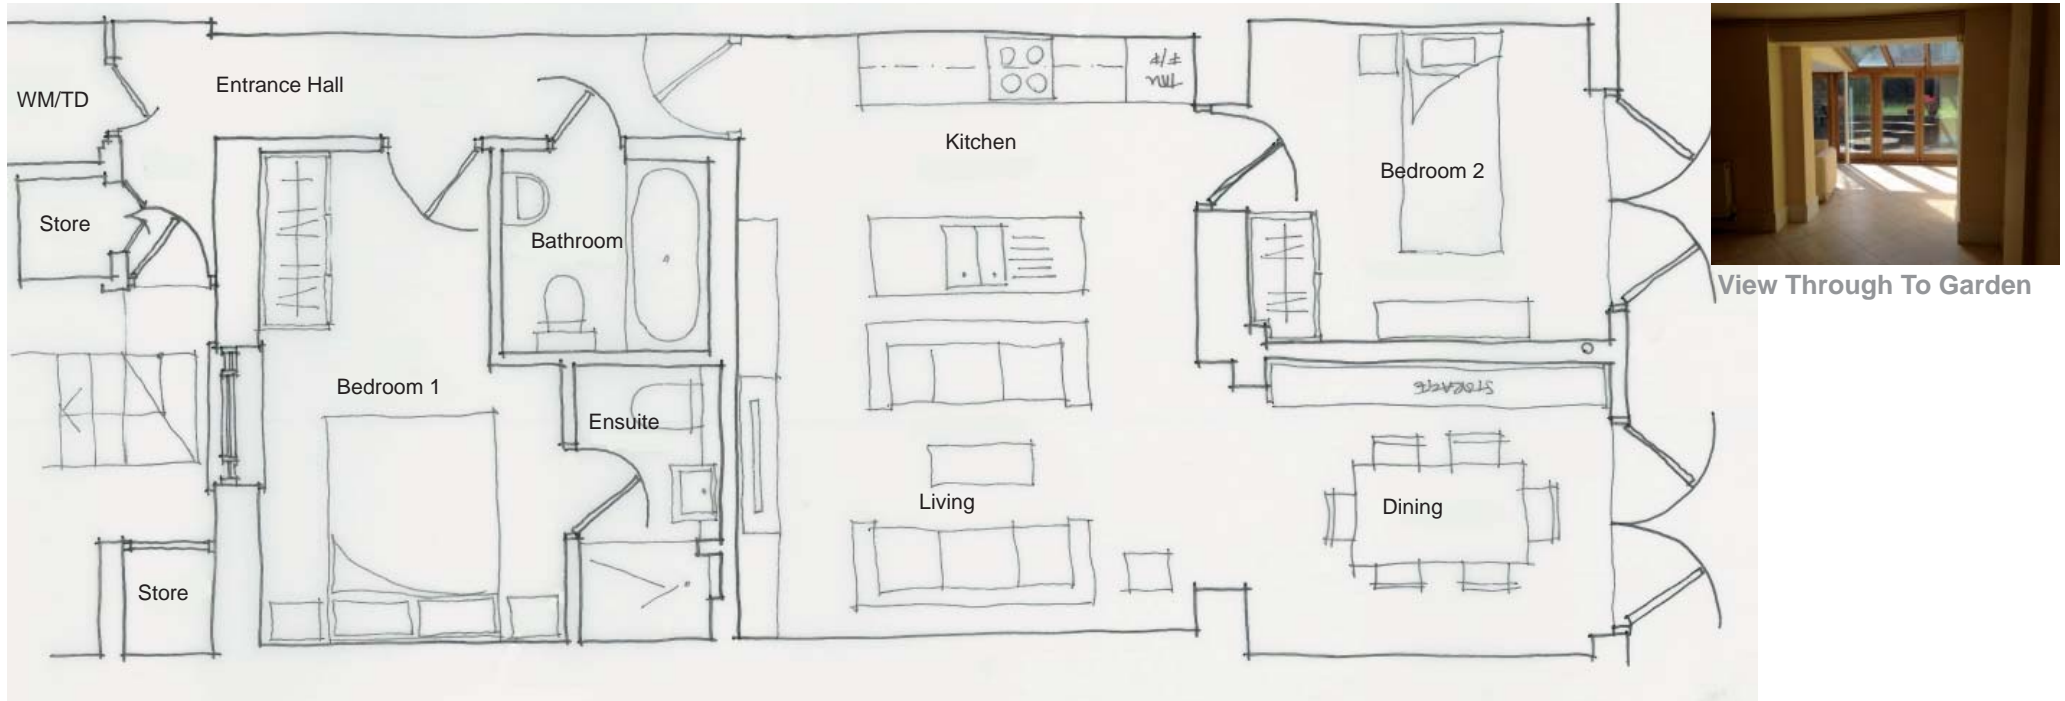 Entrance Hall
WM/TD
Kitchen
Bedroom 2
Store
Bathroom
View Through To Garden
Bedroom 1
STORAGE
Ensuite
Living
Dining
Store
F/F